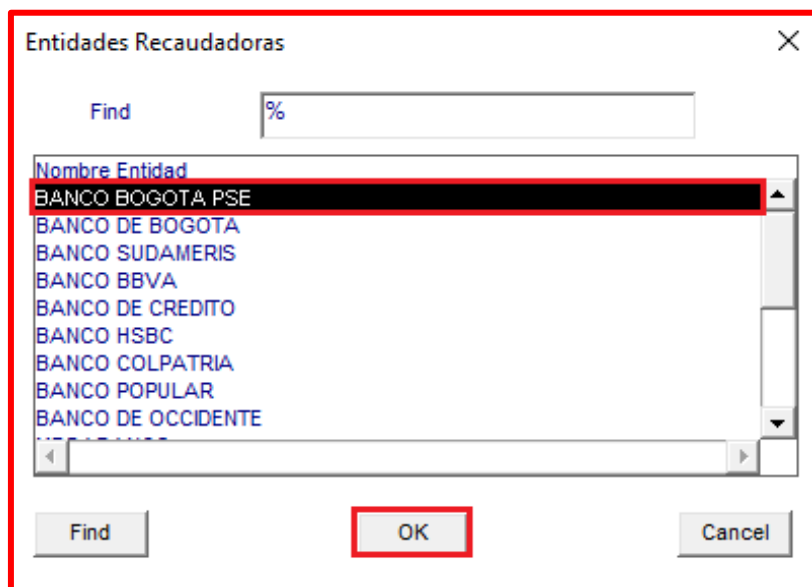 Entidades Recaudadoras
Find %
Nombre Entidad
BANCO BOGOTA PSE
BANCO DE BOGOTA
BANCO SUDAMERIS
BANCO BBVA
BANCO DE CREDITO
BANCO HSBC
BANCO COLPATRIA
BANCO POPULAR
BANCO DE OCCIDENTE
Find OK Cancel